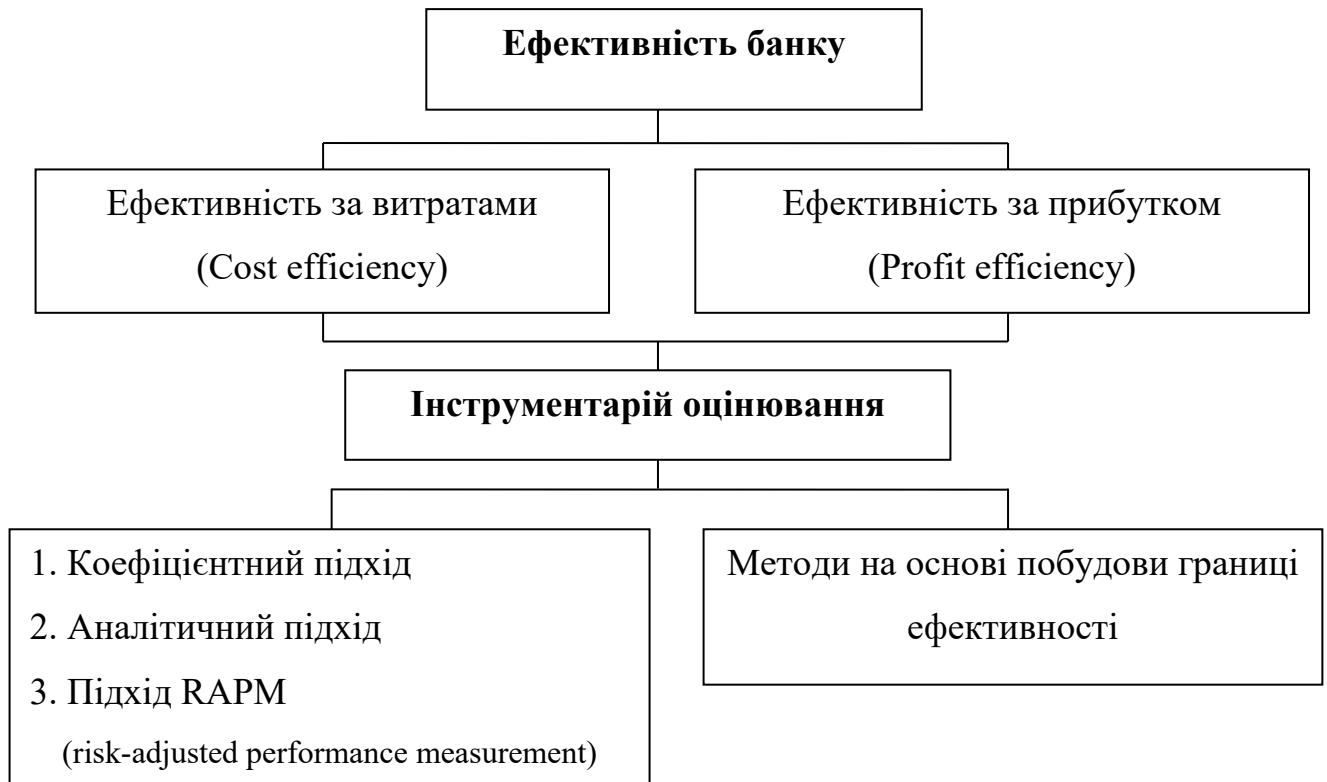 Ефективність банку
Ефективність за витратами
(Cost efficiency)
Ефективність за прибутком
(Profit efficiency)
Інструментарій оцінювання
1. Коефіцієнтний підхід
2. Аналітичний підхід
3. Підхід RAPM
(risk-adjusted performance measurement)
Методи на основі побудови границі
ефективності